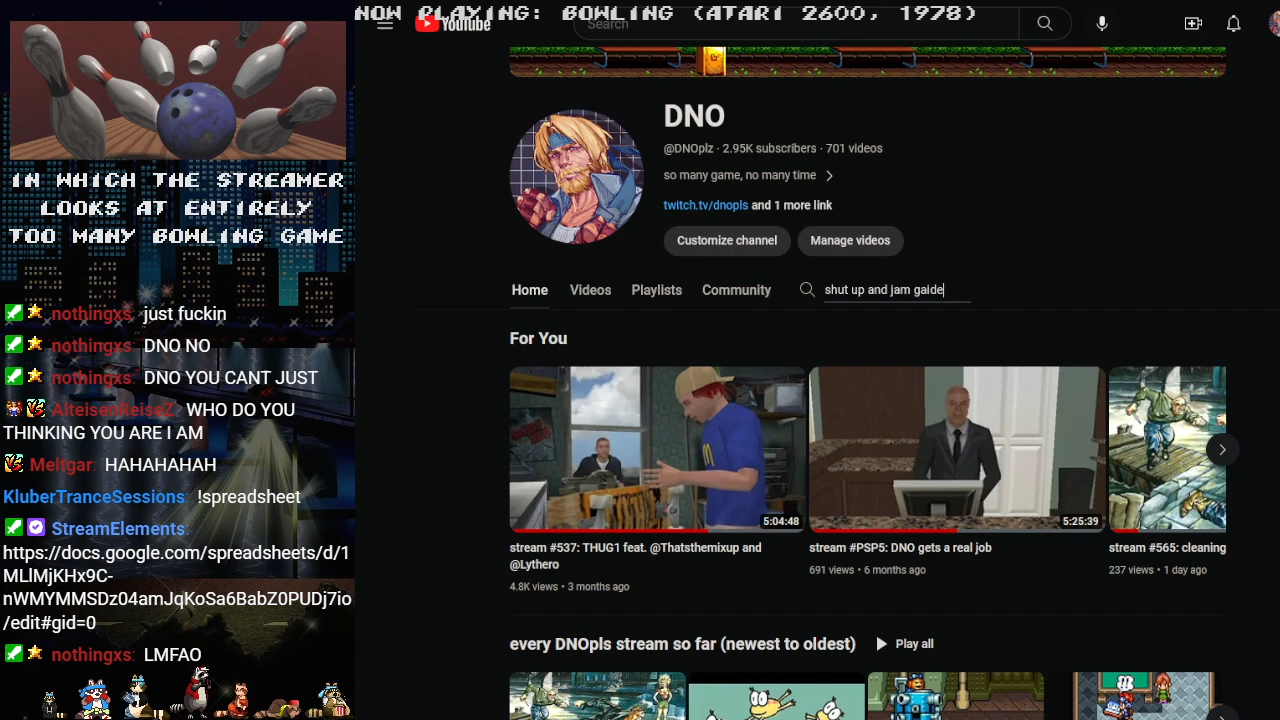 NOW PLAYING: BOWLING (ATARI 2600, 1978)
YouTube
Search
IN WHICH THE STREAMER
LOOKS AT ENTIRELY
TOO MANY BOWLING GAME
nothingxs: just fuckin
nothingxs: DNO NO
nothingxs: DNO YOU CANT JUST
AlteisenReiseZ: WHO DO YOU
THINKING YOU ARE I AM
Meltgar: HAHAHAHAH
KluberTranceSessions: !spreadsheet
StreamElements:
https://docs.google.com/spreadsheets/d/1
MLlMjKHx9C-
nWMYMMSDz04amJqKoSa6BabZ0PUDj7io
/edit#gid=0
nothingxs: LMFAO
DNO
@DNOplz · 2.95K subscribers · 701 videos
so many game, no many time
twitch.tv/dnopls and 1 more link
Customize channel
Manage videos
Home
Videos
Playlists
Community
shut up and jam gaide
For You
5:04:48
5:25:39
stream #537: THUG1 feat. @Thatsthemixup and
@Lythero
4.8K views • 3 months ago
stream #PSP5: DNO gets a real job
691 views • 6 months ago
stream #565: cleaning
237 views • 1 day ago
every DNOpls stream so far (newest to oldest)
Play all